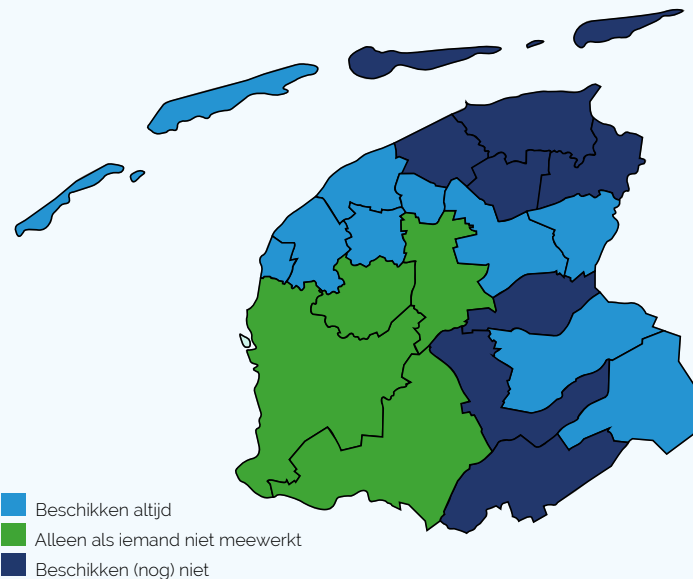 Beschikken altijd
Alleen als iemand niet meewerkt
Beschikken (nog) niet